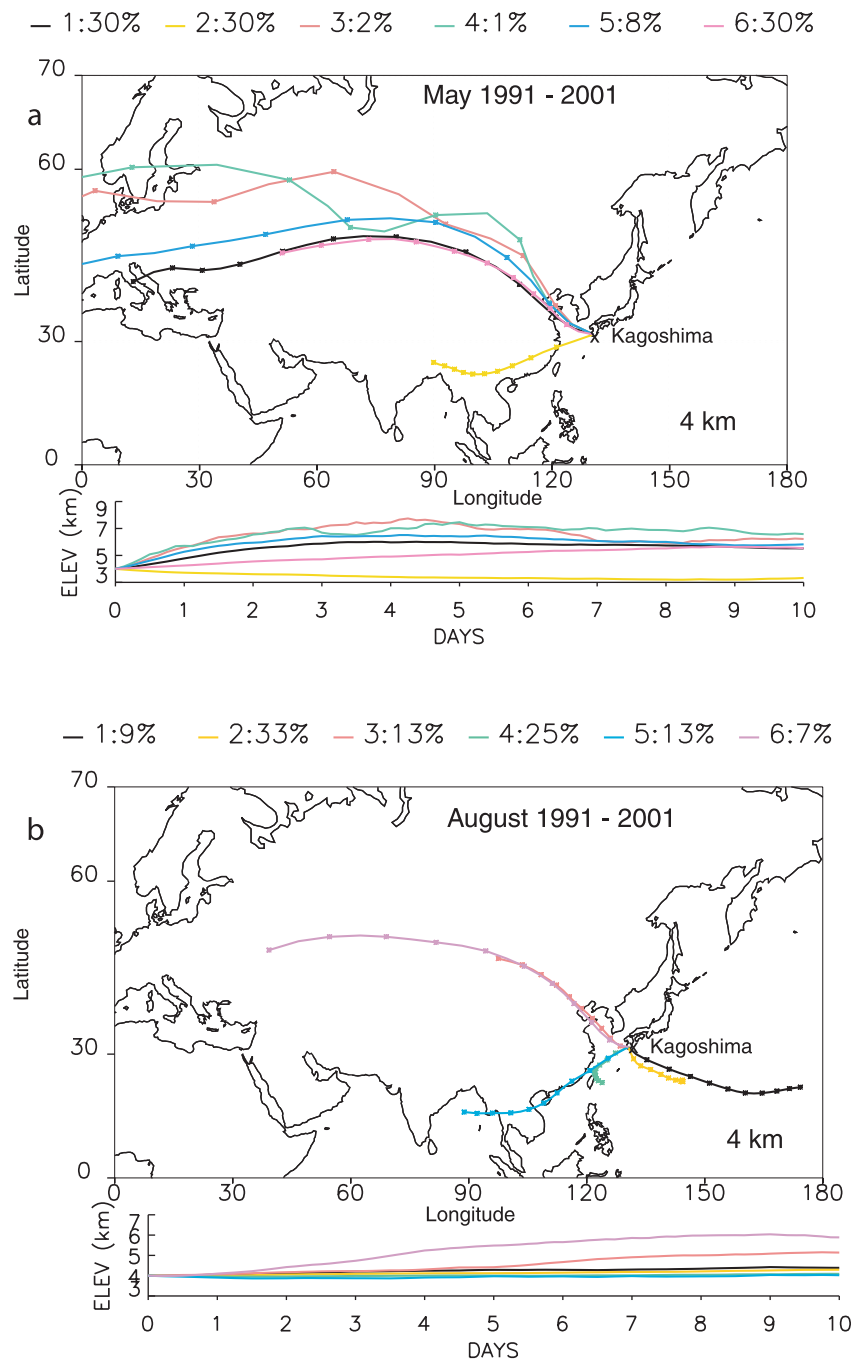 1:30% 2:30% 3:2% 4:1% 5:8% 6:30%
a
May 1991 - 2001
70
60
30
0
Latitude
Kagoshima
4 km
0 30 60 90 120 150 180
Longitude
9
7
5
3
ELEV (km)
0 1 2 3 4 5 6 7 8 9 10
DAYS
1:9% 2:33% 3:13% 4:25% 5:13% 6:7%
b
August 1991 - 2001
70
60
30
0
Latitude
Kagoshima
4 km
0 30 60 90 120 150 180
Longitude
7
6
5
4
3
ELEV (km)
0 1 2 3 4 5 6 7 8 9 10
DAYS